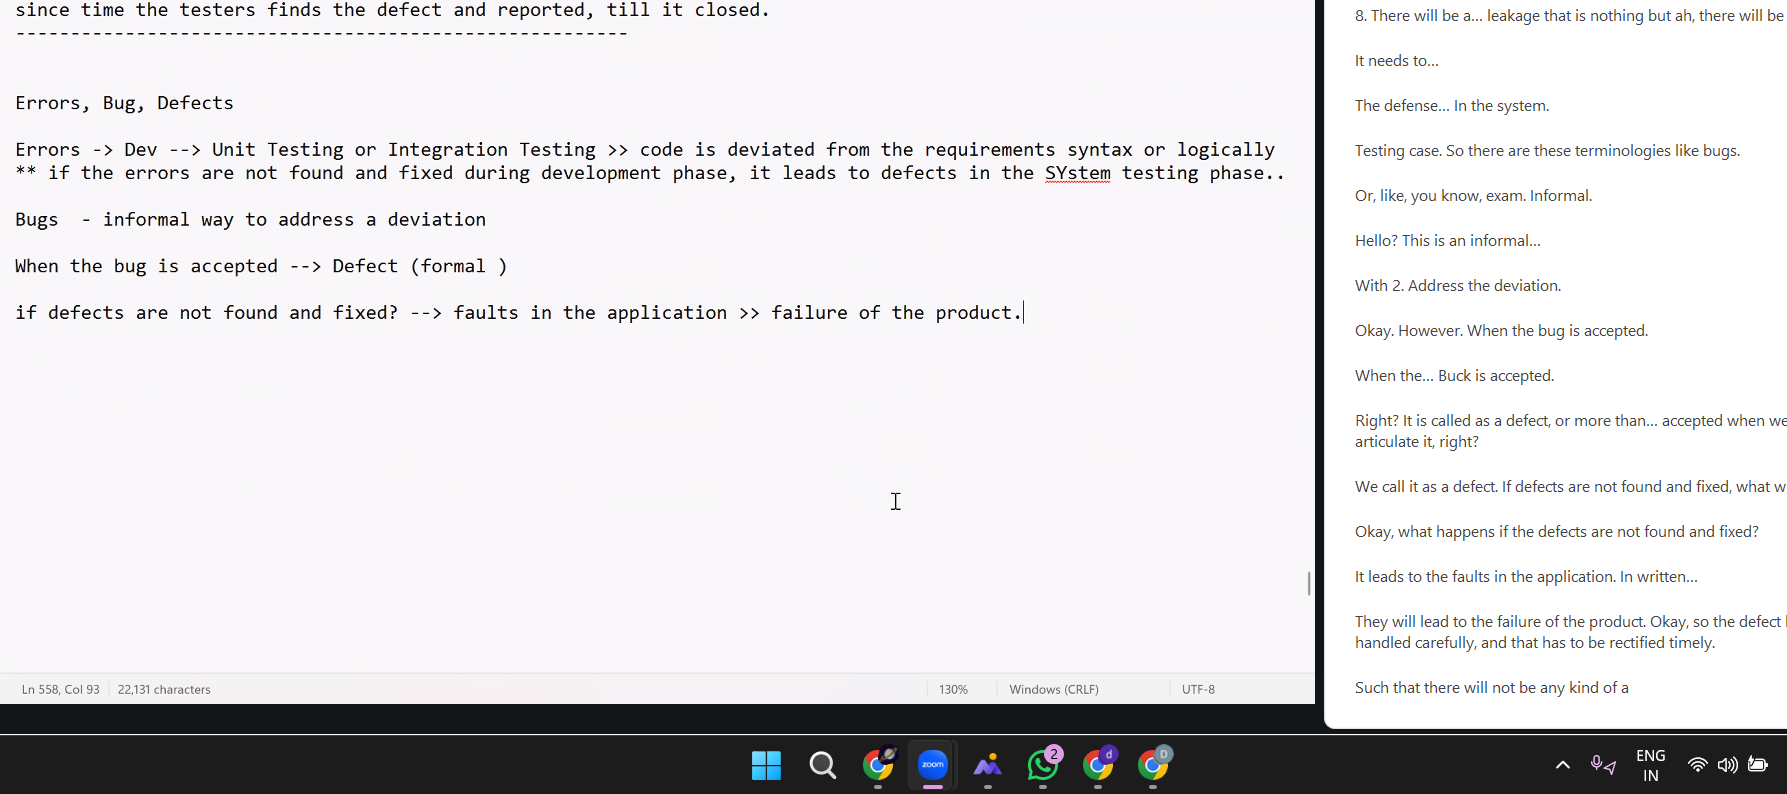 since time the testers finds the defect and reported, till it closed.
--------------------------------------------------------
Errors, Bug, Defects
Errors -> Dev --> Unit Testing or Integration Testing >> code is deviated from the requirements syntax or logically
** if the errors are not found and fixed during development phase, it leads to defects in the SYstem testing phase..
Bugs  - informal way to address a deviation
When the bug is accepted --> Defect (formal )
if defects are not found and fixed? --> faults in the application >> failure of the product.
Ln 558, Col 93
22,131 characters
130%
Windows (CRLF)
UTF-8
8. There will be a... leakage that is nothing but ah, there will be
It needs to...
The defense... In the system.
Testing case. So there are these terminologies like bugs.
Or, like, you know, exam. Informal.
Hello? This is an informal...
With 2. Address the deviation.
Okay. However. When the bug is accepted.
When the... Buck is accepted.
Right? It is called as a defect, or more than... accepted when we
articulate it, right?
We call it as a defect. If defects are not found and fixed, what w
Okay, what happens if the defects are not found and fixed?
It leads to the faults in the application. In written...
They will lead to the failure of the product. Okay, so the defect
handled carefully, and that has to be rectified timely.
Such that there will not be any kind of a
zoom
2
d
D
ENG
IN